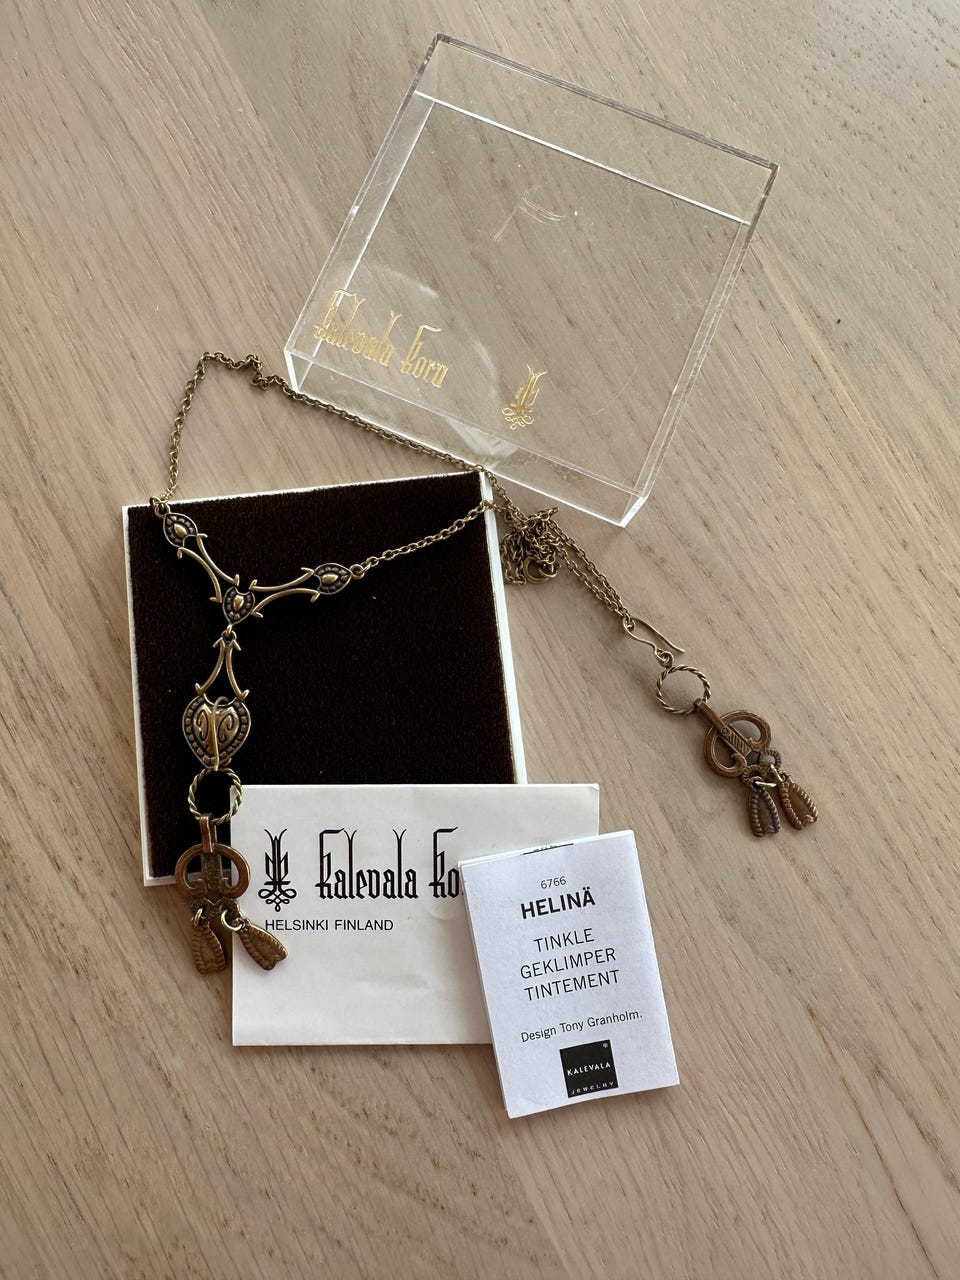 Kalevala Koru
Kalevala Ko
HELSINKI FINLAND
6766
HELINÄ
TINKLE
GEKLIMPER
TINTEMENT
Design Tony Granholm.
KALEVALA
®
JEWELRY